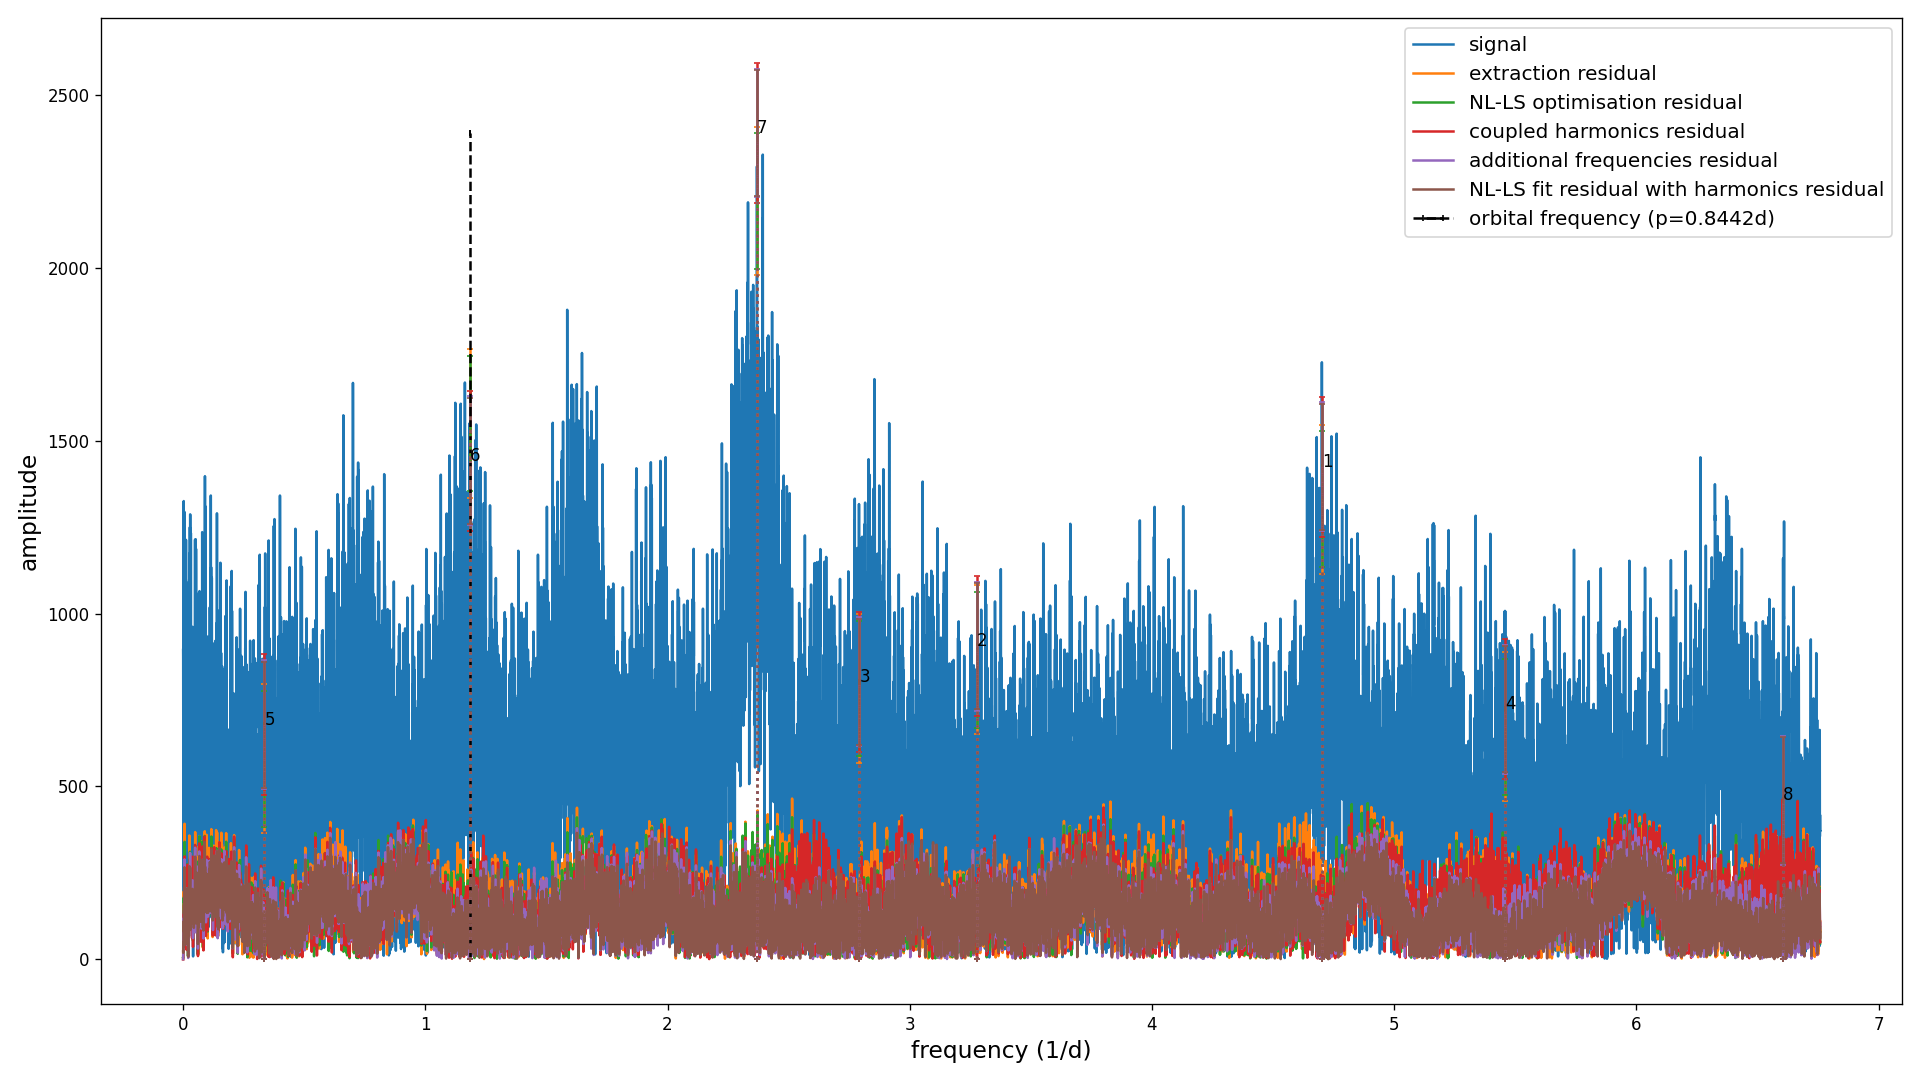 signal
extraction residual
NL-LS optimisation residual
coupled harmonics residual
additional frequencies residual
NL-LS fit residual with harmonics residual
orbital frequency (p=0.8442d)
amplitude
2500
2000
1500
1000
500
0
7
6
1
2
3
5
4
8
0 1 2 3 4 5 6 7
frequency (1/d)